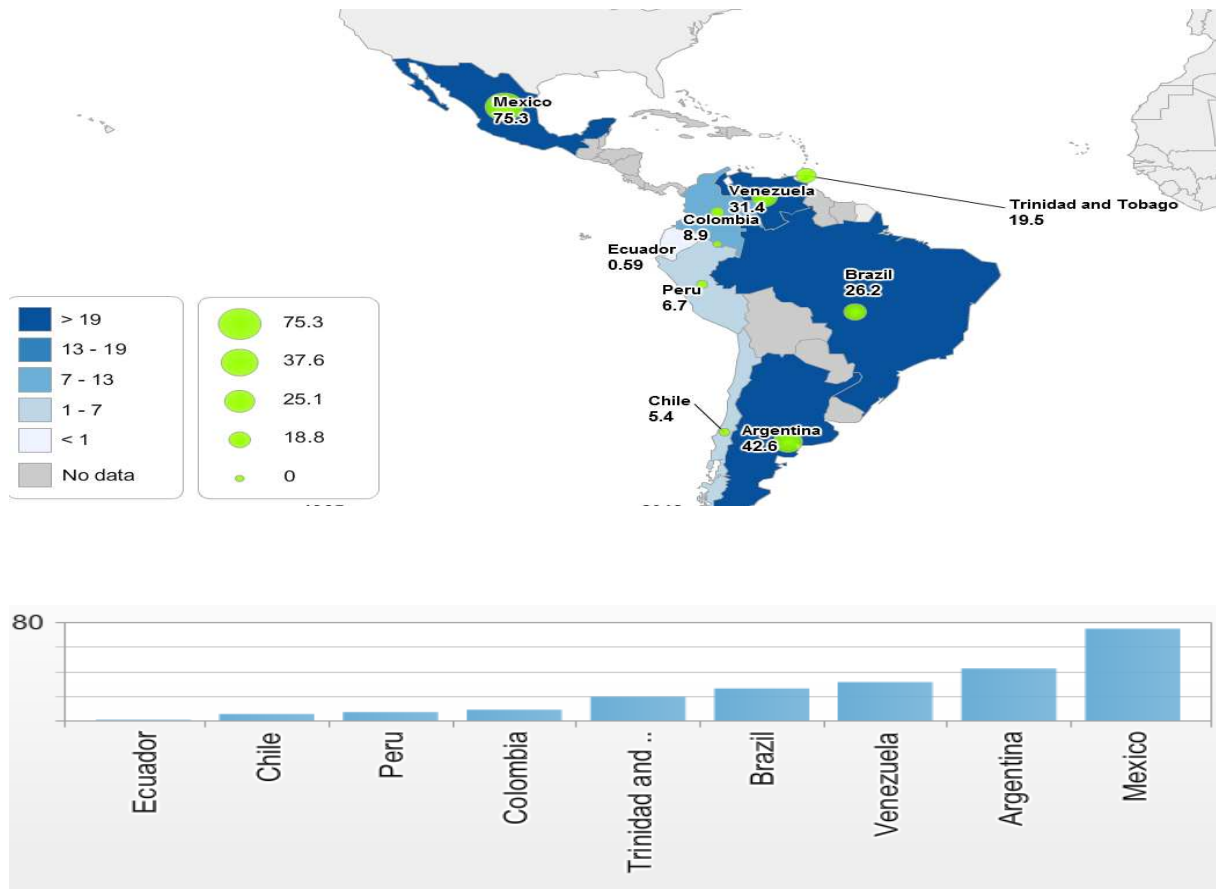 Mexico
75.3
Venezuela
31.4
Trinidad and Tobago
19.5
Colombia
8.9
Ecuador
0.59
Brazil
26.2
Peru
6.7
Chile
5.4
Argentina
42.6
> 19
13 - 19
7 - 13
1 - 7
< 1
No data
75.3
37.6
25.1
18.8
0
80
Ecuador
Chile
Peru
Colombia
Trinidad and ..
Brazil
Venezuela
Argentina
Mexico